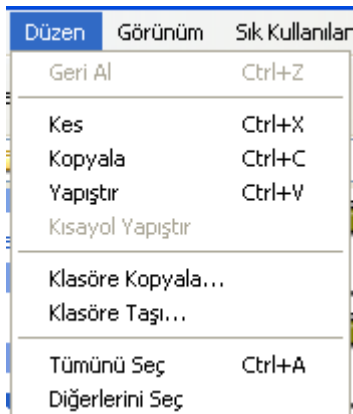 Düzen Görünüm Sık Kullanılan
Geri Al Ctrl+Z
Kes Ctrl+X
Kopyala Ctrl+C
Yapıştır Ctrl+V
Kısayol Yapıştır
Klasöre Kopyala...
Klasöre Taşı...
Tümünü Seç Ctrl+A
Diğerlerini Seç